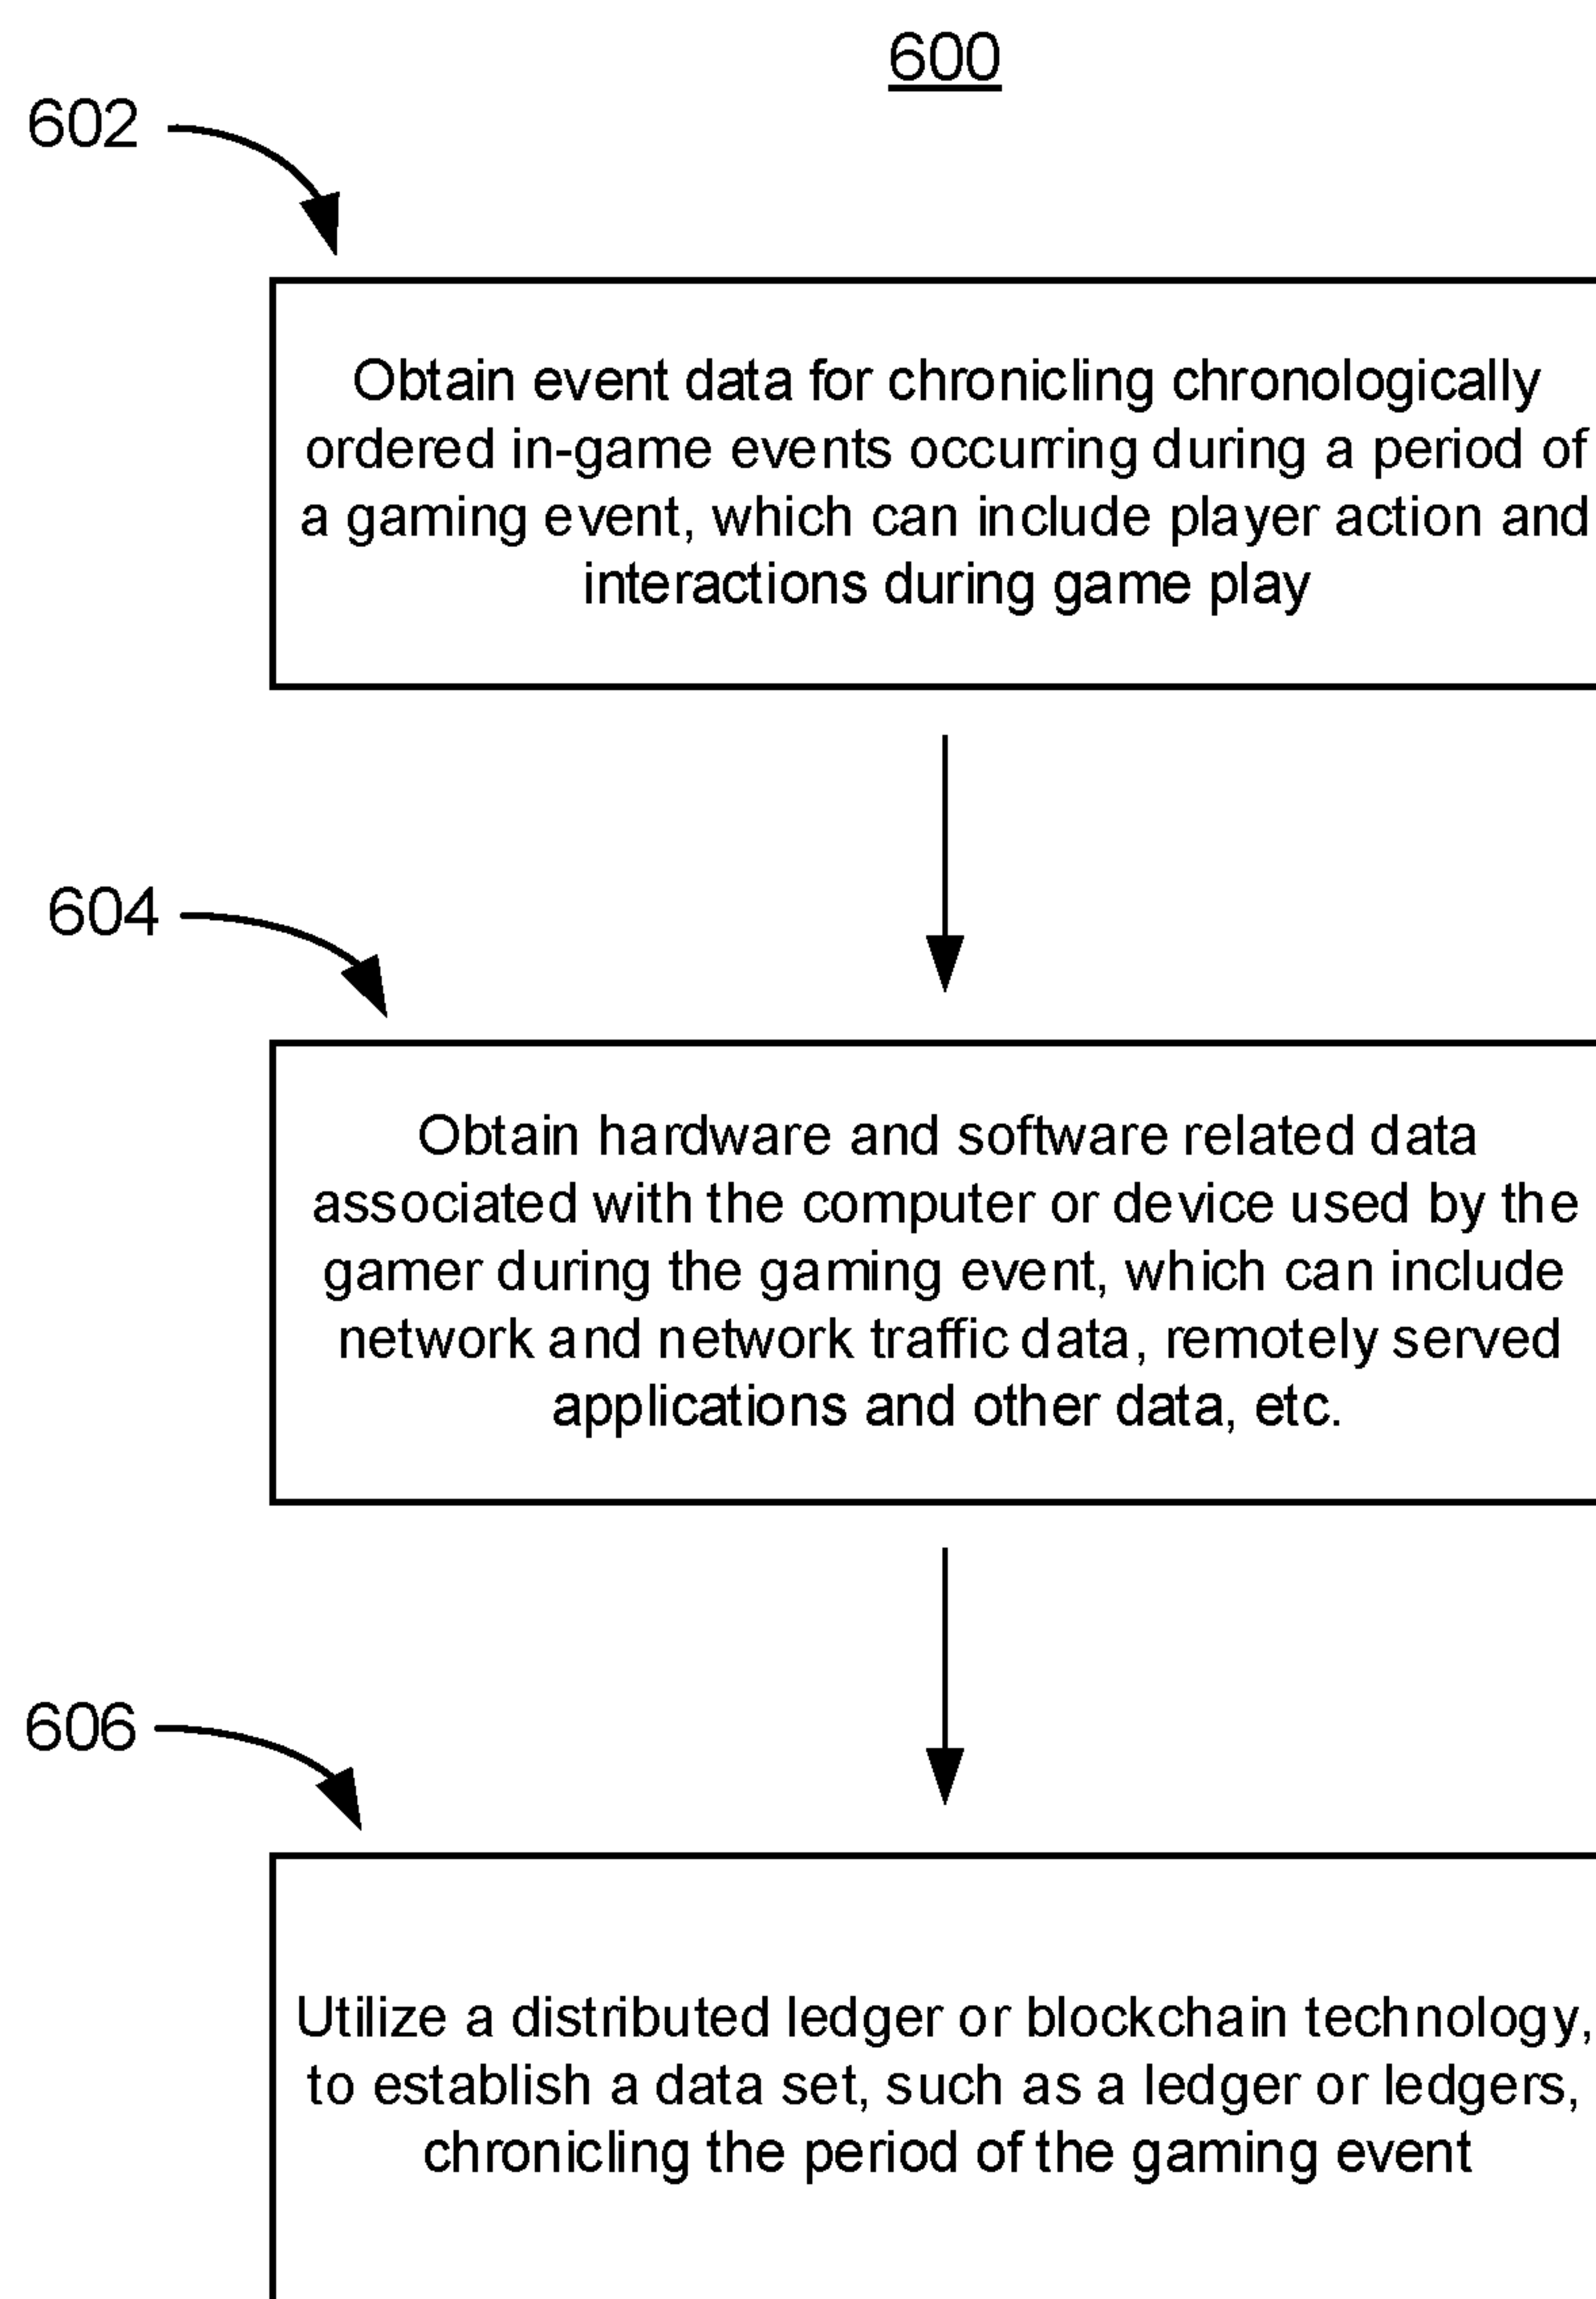 600
602
Obtain event data for chronicling chronologically
ordered in-game events occurring during a period of
a gaming event, which can include player action and
interactions during game play
604
Obtain hardware and software related data
associated with the computer or device used by the
gamer during the gaming event, which can include
network and network traffic data, remotely served
applications and other data, etc.
606
Utilize a distributed ledger or blockchain technology,
to establish a data set, such as a ledger or ledgers,
chronicling the period of the gaming event